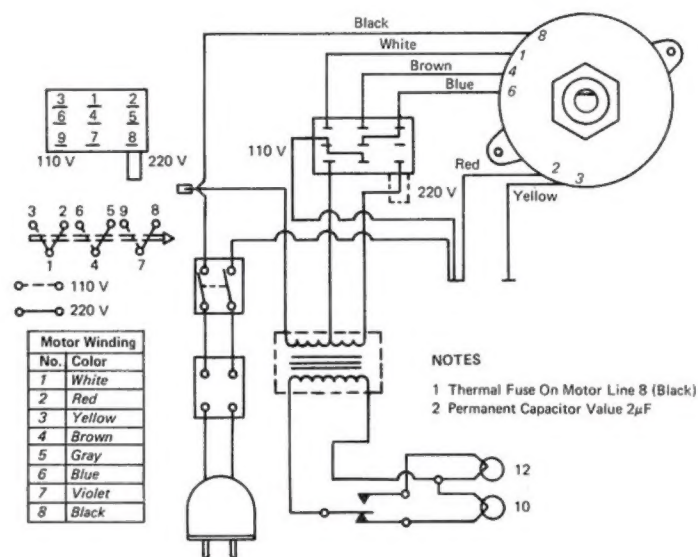 Black
8
White
1
Brown
4
Blue
6
3 1 2
6 4 5
9 7 8
110 V 220 V
110 V
220 V
Red
2
3
Yellow
3 2 6 5 9 8
1 4 7
110 V
220 V
Motor Winding
No. Color
1 White
2 Red
3 Yellow
4 Brown
5 Gray
6 Blue
7 Violet
8 Black
NOTES
1 Thermal Fuse On Motor Line 8 (Black)
2 Permanent Capacitor Value 2μF
12
10